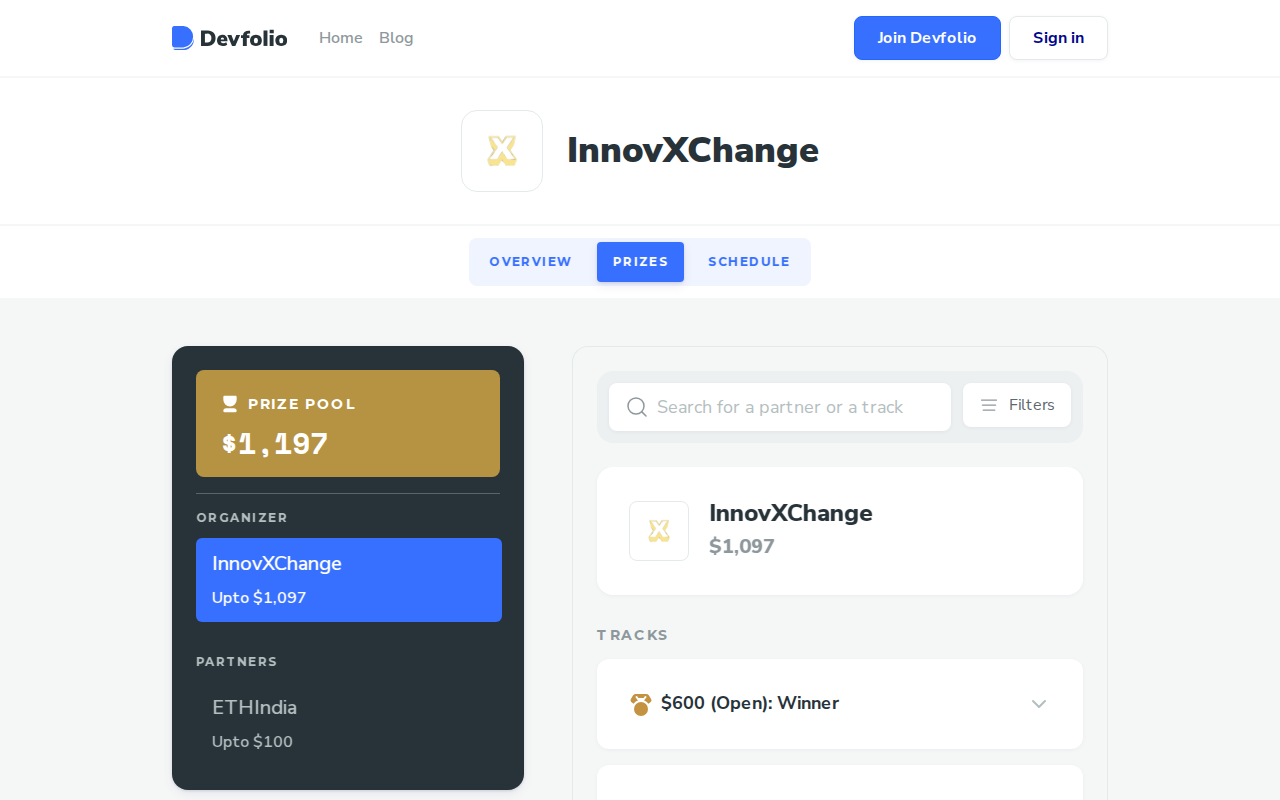 Devfolio
Home
Blog
Join Devfolio
Sign in
X
InnovXChange
OVERVIEW
PRIZES
SCHEDULE
PRIZE POOL
$1,197
ORGANIZER
InnovXChange
Upto $1,097
PARTNERS
ETHIndia
Upto $100
Search for a partner or a track
Filters
X
InnovXChange
$1,097
TRACKS
$600 (Open): Winner